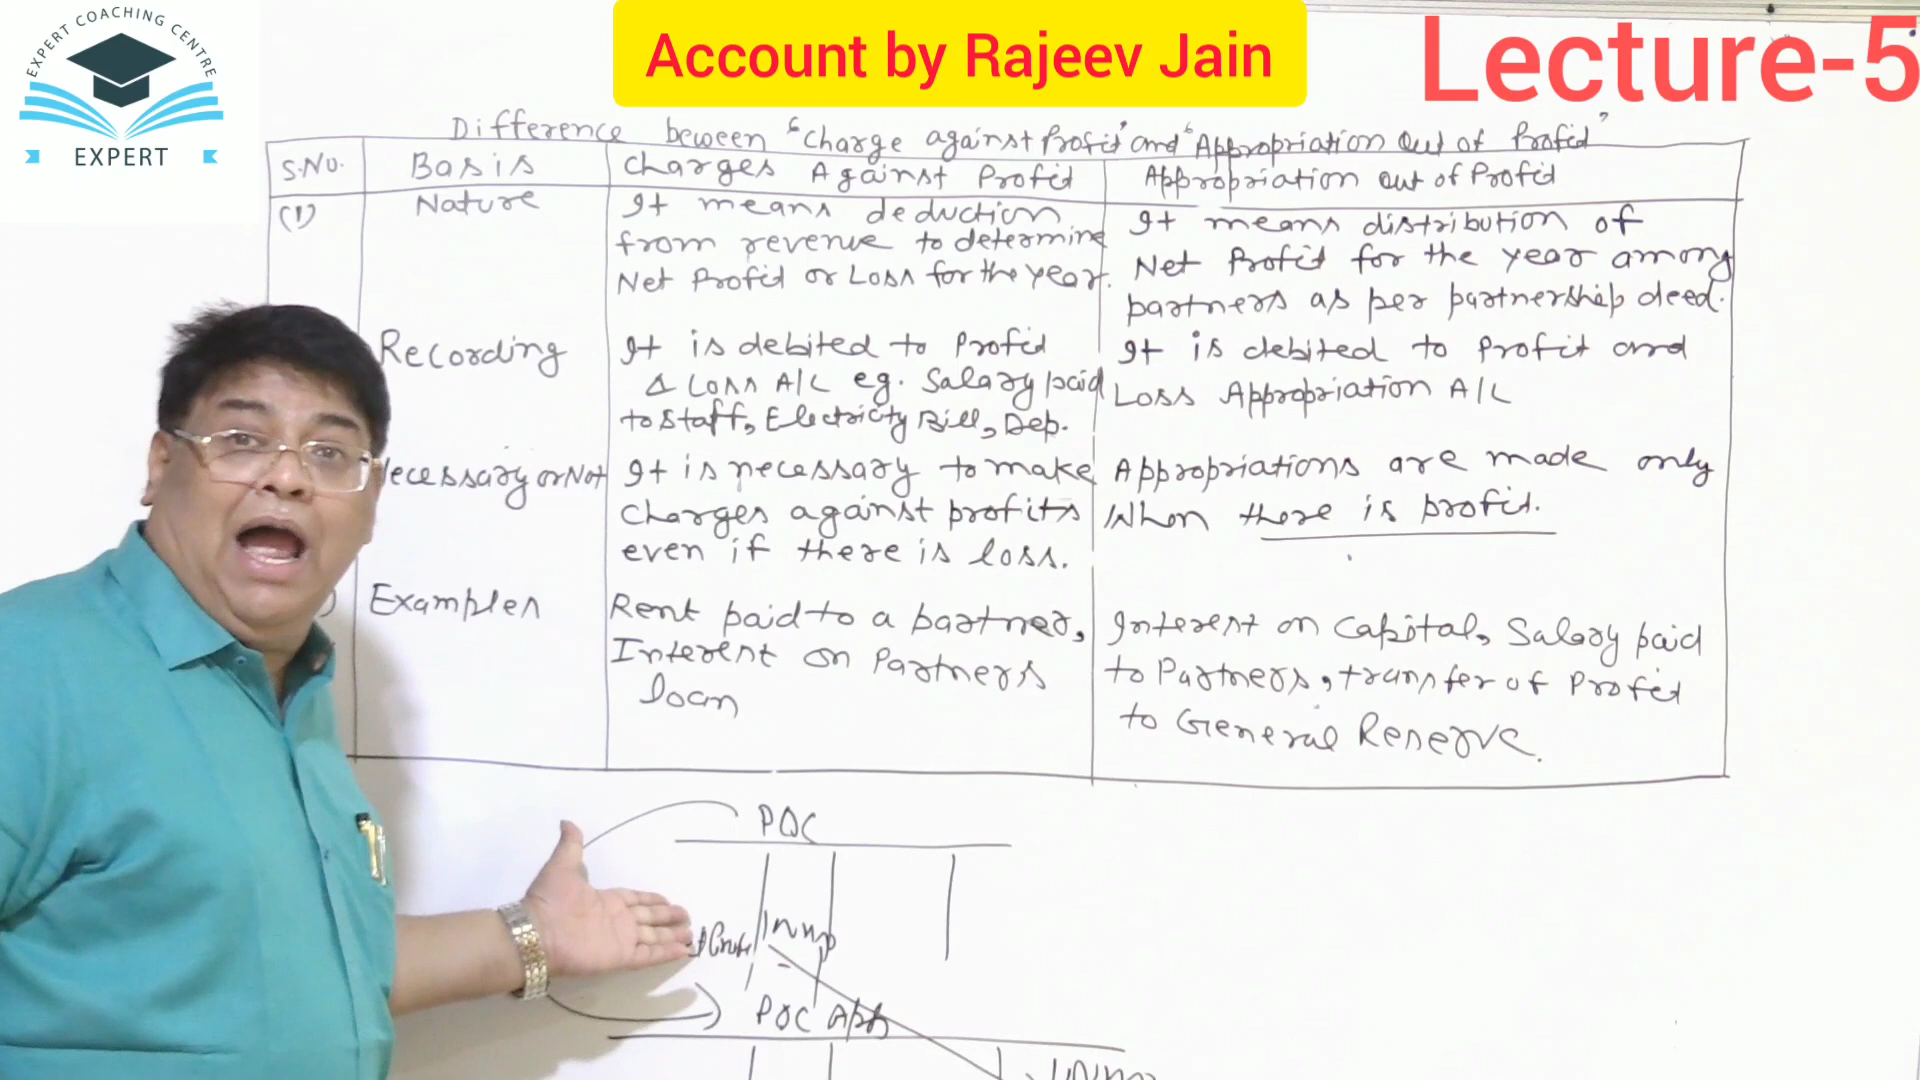 EXPERT COACHING CENTRE
EXPERT
Account by Rajeev Jain
Lecture-5
Difference beween "Charge against Profit" and "Appropriation Out of Profit"
S.No.
Basis
Charges Against Profit
Appropriation out of Profit
(1)
Nature
It means deduction
from revenue to determine
Net Profit or Loss for the year.
It means distribution of
Net Profit for the year among
partners as per partnership deed.
Recording
It is debited to Profit
& Loss A/C eg. Salary paid
to Staff, Electricity Bill, Dep.
It is debited to Profit and
Loss Appropriation A/C
ecessary or Not
It is necessary to make
charges against profits
even if there is loss.
Appropriations are made only
When there is profit.
Examples
Rent paid to a partner,
Interest on Partners
loan
Interest on Capital, Salary paid
to Partners, transfer of Profit
to General Reserve.